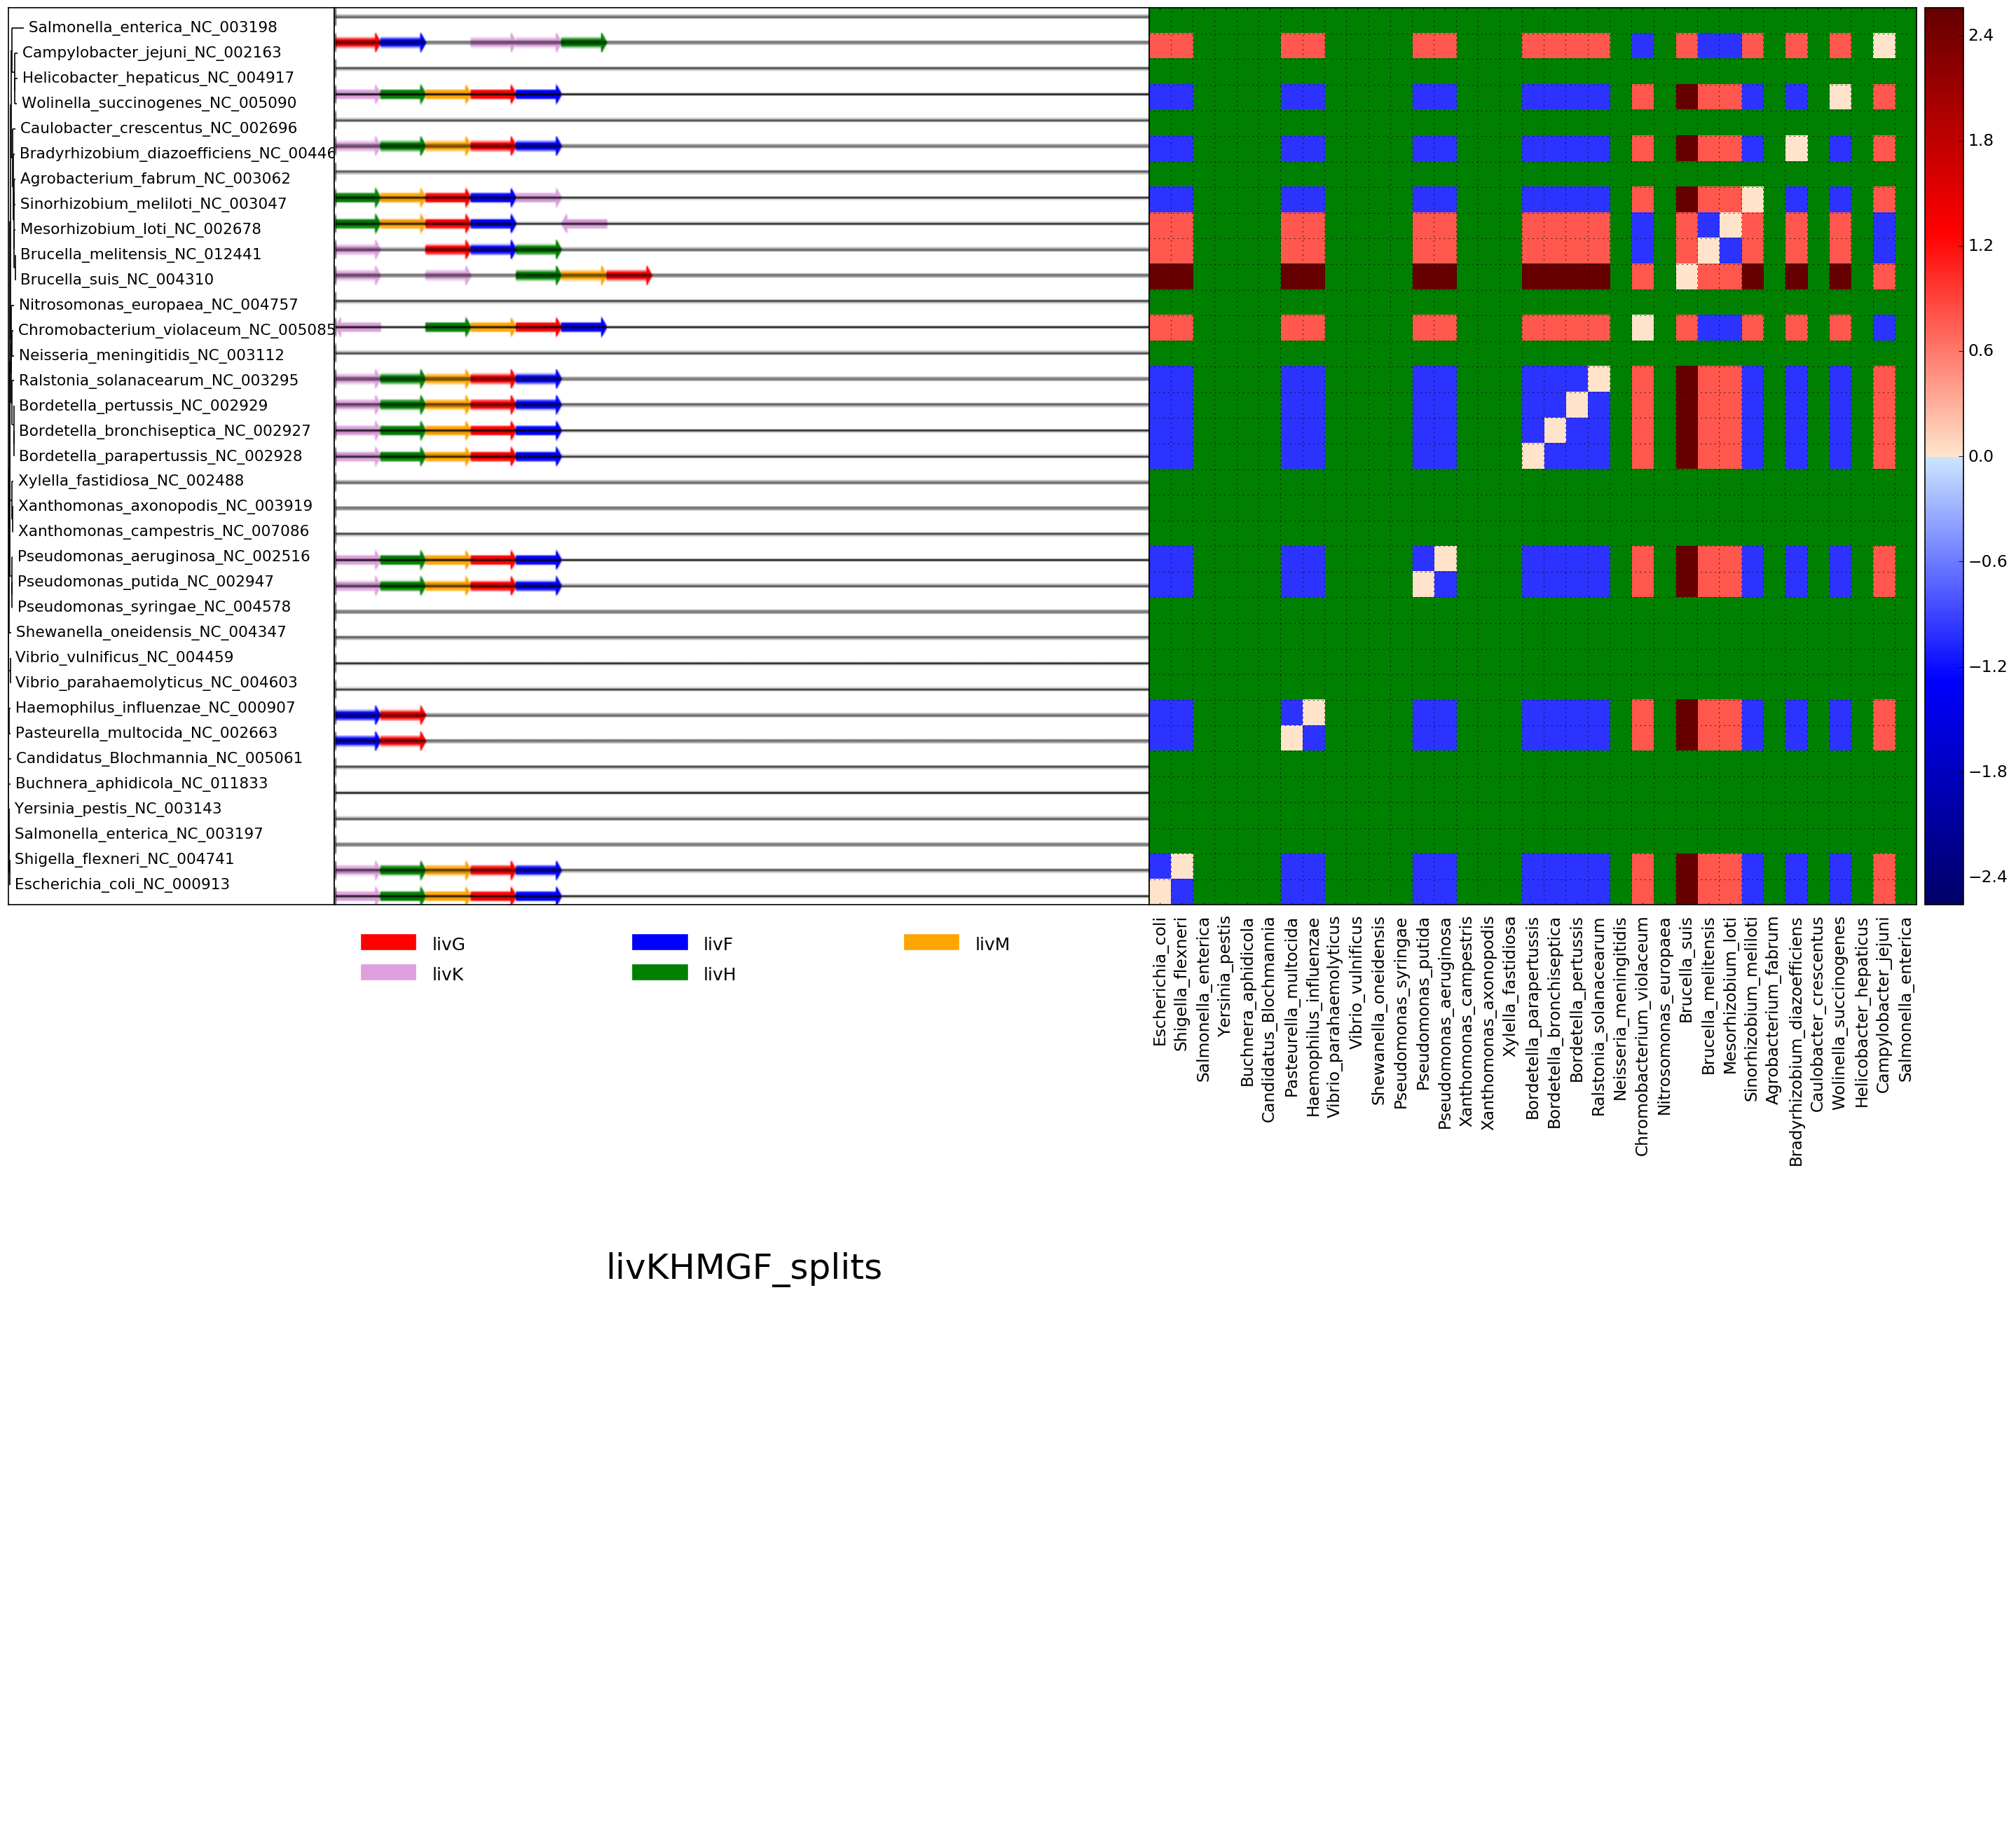 Salmonella_enterica_NC_003198
Campylobacter_jejuni_NC_002163
Helicobacter_hepaticus_NC_004917
Wolinella_succinogenes_NC_005090
Caulobacter_crescentus_NC_002696
Bradyrhizobium_diazoefficiens_NC_00446
Agrobacterium_fabrum_NC_003062
Sinorhizobium_meliloti_NC_003047
Mesorhizobium_loti_NC_002678
Brucella_melitensis_NC_012441
Brucella_suis_NC_004310
Nitrosomonas_europaea_NC_004757
Chromobacterium_violaceum_NC_005085
Neisseria_meningitidis_NC_003112
Ralstonia_solanacearum_NC_003295
Bordetella_pertussis_NC_002929
Bordetella_bronchiseptica_NC_002927
Bordetella_parapertussis_NC_002928
Xylella_fastidiosa_NC_002488
Xanthomonas_axonopodis_NC_003919
Xanthomonas_campestris_NC_007086
Pseudomonas_aeruginosa_NC_002516
Pseudomonas_putida_NC_002947
Pseudomonas_syringae_NC_004578
Shewanella_oneidensis_NC_004347
Vibrio_vulnificus_NC_004459
Vibrio_parahaemolyticus_NC_004603
Haemophilus_influenzae_NC_000907
Pasteurella_multocida_NC_002663
Candidatus_Blochmannia_NC_005061
Buchnera_aphidicola_NC_011833
Yersinia_pestis_NC_003143
Salmonella_enterica_NC_003197
Shigella_flexneri_NC_004741
Escherichia_coli_NC_000913
2.4
1.8
1.2
0.6
0.0
−0.6
−1.2
−1.8
−2.4
livG
livF
livM
livK
livH
Escherichia_coli
Shigella_flexneri
Salmonella_enterica
Yersinia_pestis
Buchnera_aphidicola
Candidatus_Blochmannia
Pasteurella_multocida
Haemophilus_influenzae
Vibrio_parahaemolyticus
Vibrio_vulnificus
Shewanella_oneidensis
Pseudomonas_syringae
Pseudomonas_putida
Pseudomonas_aeruginosa
Xanthomonas_campestris
Xanthomonas_axonopodis
Xylella_fastidiosa
Bordetella_parapertussis
Bordetella_bronchiseptica
Bordetella_pertussis
Ralstonia_solanacearum
Neisseria_meningitidis
Chromobacterium_violaceum
Nitrosomonas_europaea
Brucella_suis
Brucella_melitensis
Mesorhizobium_loti
Sinorhizobium_meliloti
Agrobacterium_fabrum
Bradyrhizobium_diazoefficiens
Caulobacter_crescentus
Wolinella_succinogenes
Helicobacter_hepaticus
Campylobacter_jejuni
Salmonella_enterica
livKHMGF_splits